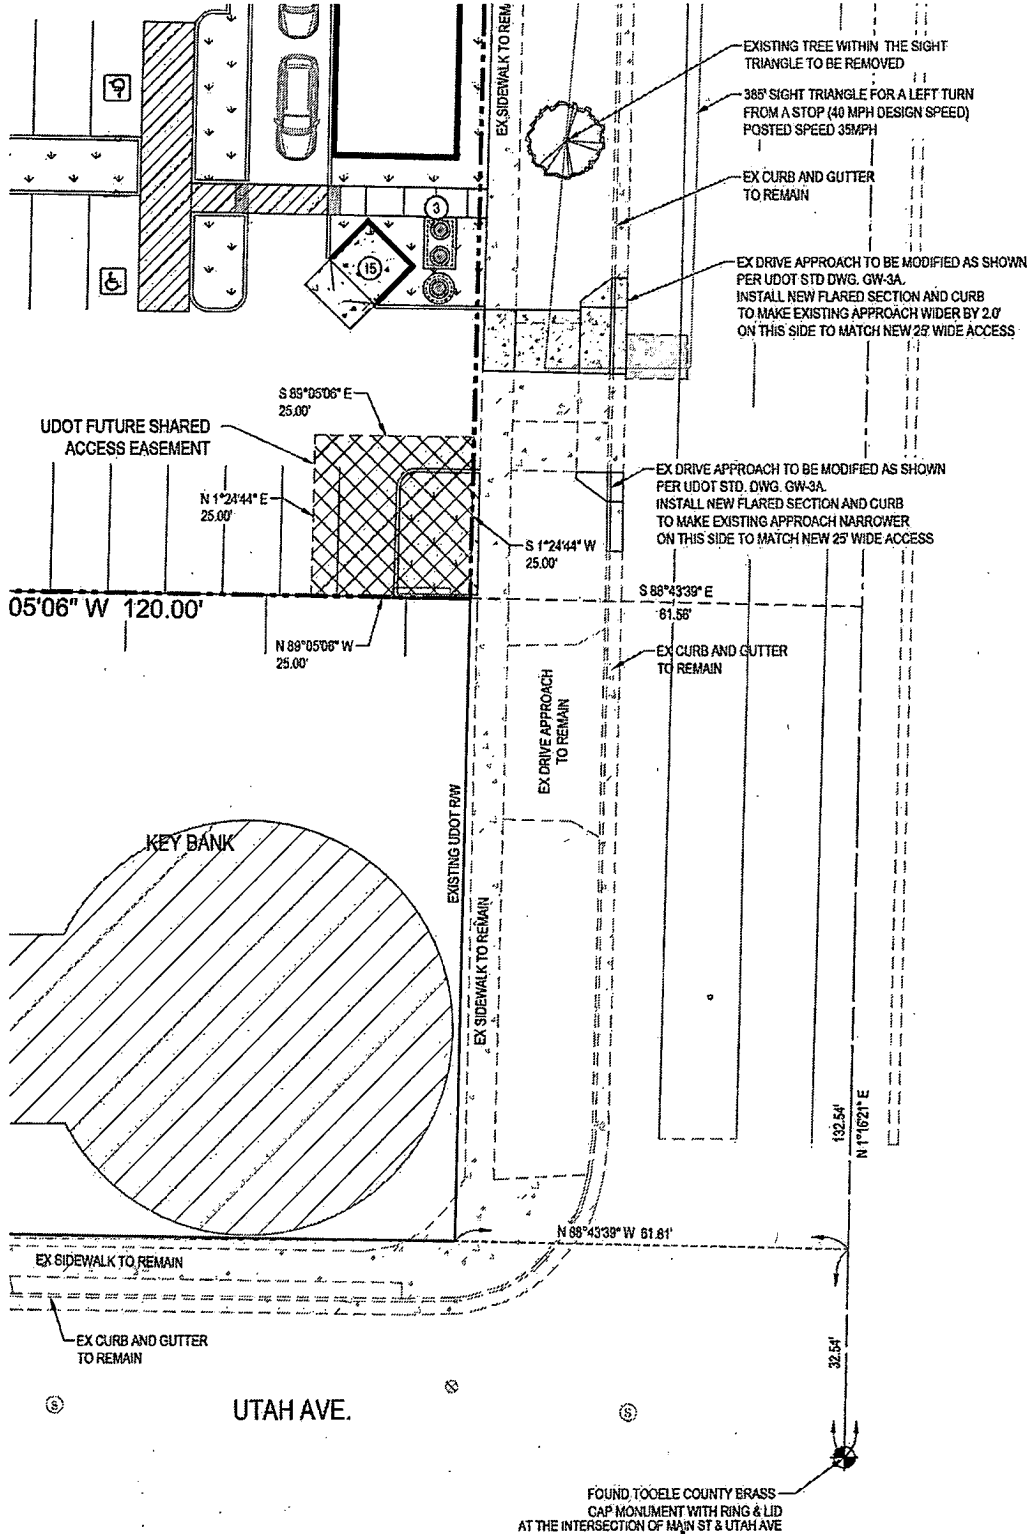 EX SIDEWALK TO REM
EXISTING TREE WITHIN THE SIGHT
TRIANGLE TO BE REMOVED
385' SIGHT TRIANGLE FOR A LEFT TURN
FROM A STOP (40 MPH DESIGN SPEED)
POSTED SPEED 35MPH
EX CURB AND GUTTER
TO REMAIN
3
15
EX DRIVE APPROACH TO BE MODIFIED AS SHOWN
PER UDOT STD DWG. GW-3A.
INSTALL NEW FLARED SECTION AND CURB
TO MAKE EXISTING APPROACH WIDER BY 2.0'
ON THIS SIDE TO MATCH NEW 25' WIDE ACCESS
S 89°05'06" E
25.00'
UDOT FUTURE SHARED
ACCESS EASEMENT
N 1°24'44" E
25.00'
EX DRIVE APPROACH TO BE MODIFIED AS SHOWN
PER UDOT STD. DWG. GW-3A.
INSTALL NEW FLARED SECTION AND CURB
TO MAKE EXISTING APPROACH NARROWER
ON THIS SIDE TO MATCH NEW 25' WIDE ACCESS
S 1°24'44" W
25.00'
05'06" W 120.00'
S 88°43'39" E
61.56'
N 89°05'06" W
25.00'
EX CURB AND GUTTER
TO REMAIN
EX DRIVE APPROACH
TO REMAIN
KEY BANK
EXISTING UDOT R/W
EX SIDEWALK TO REMAIN
132.54'
N 1°16'21" E
N 88°43'39" W 61.61'
EX SIDEWALK TO REMAIN
EX CURB AND GUTTER
TO REMAIN
32.54'
S
UTAH AVE.
S
FOUND TOOELE COUNTY BRASS
CAP MONUMENT WITH RING & LID
AT THE INTERSECTION OF MAIN ST & UTAH AVE